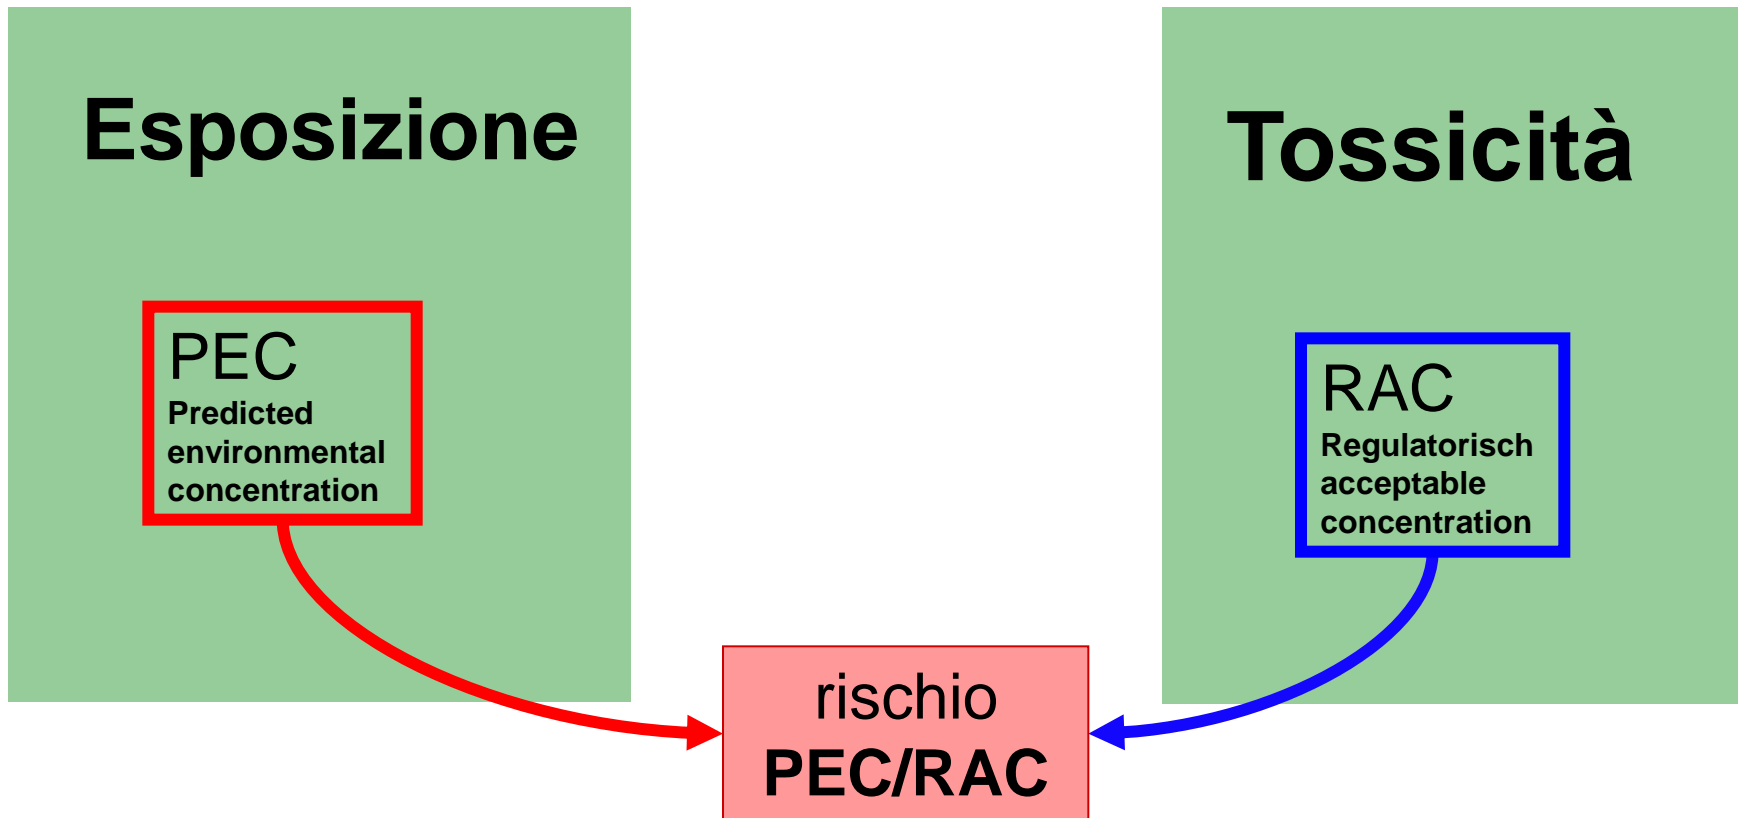 Esposizione
PEC
Predicted
environmental
concentration
Tossicità
RAC
Regulatorisch
acceptable
concentration
rischio
PEC/RAC